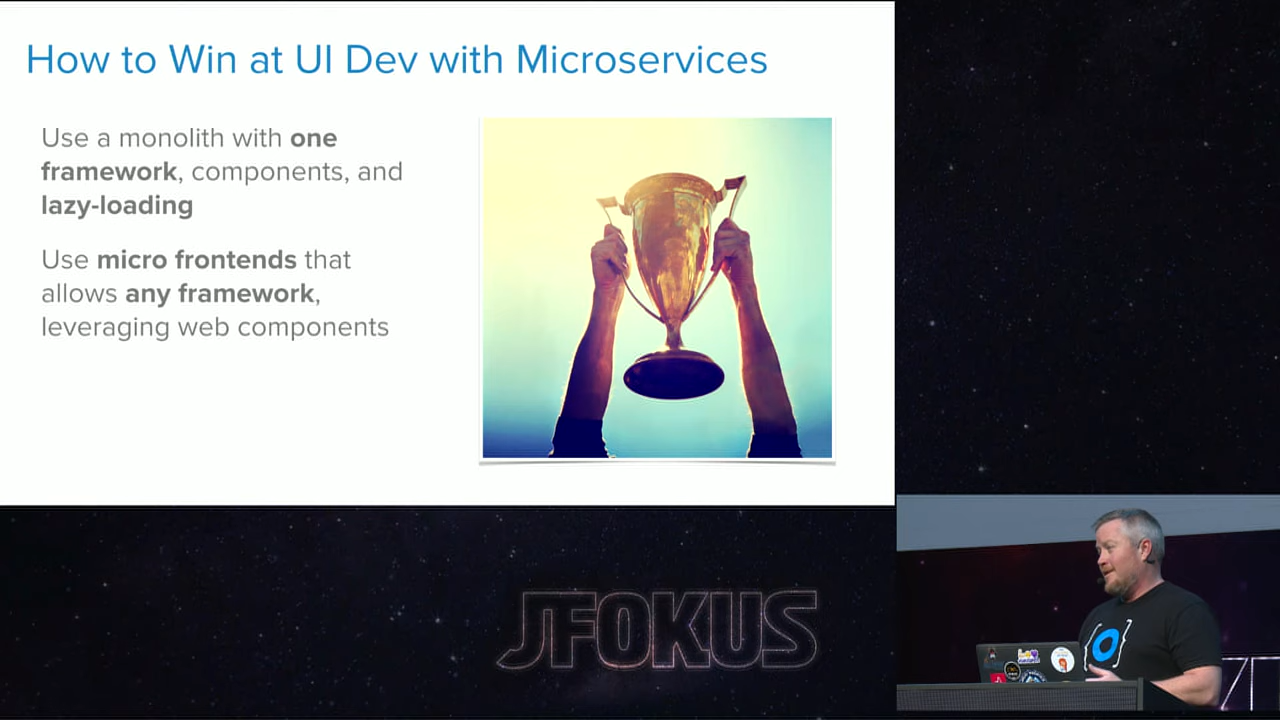 How to Win at UI Dev with Microservices
Use a monolith with one
framework, components, and
lazy-loading
Use micro frontends that
allows any framework,
leveraging web components
JFOKUS